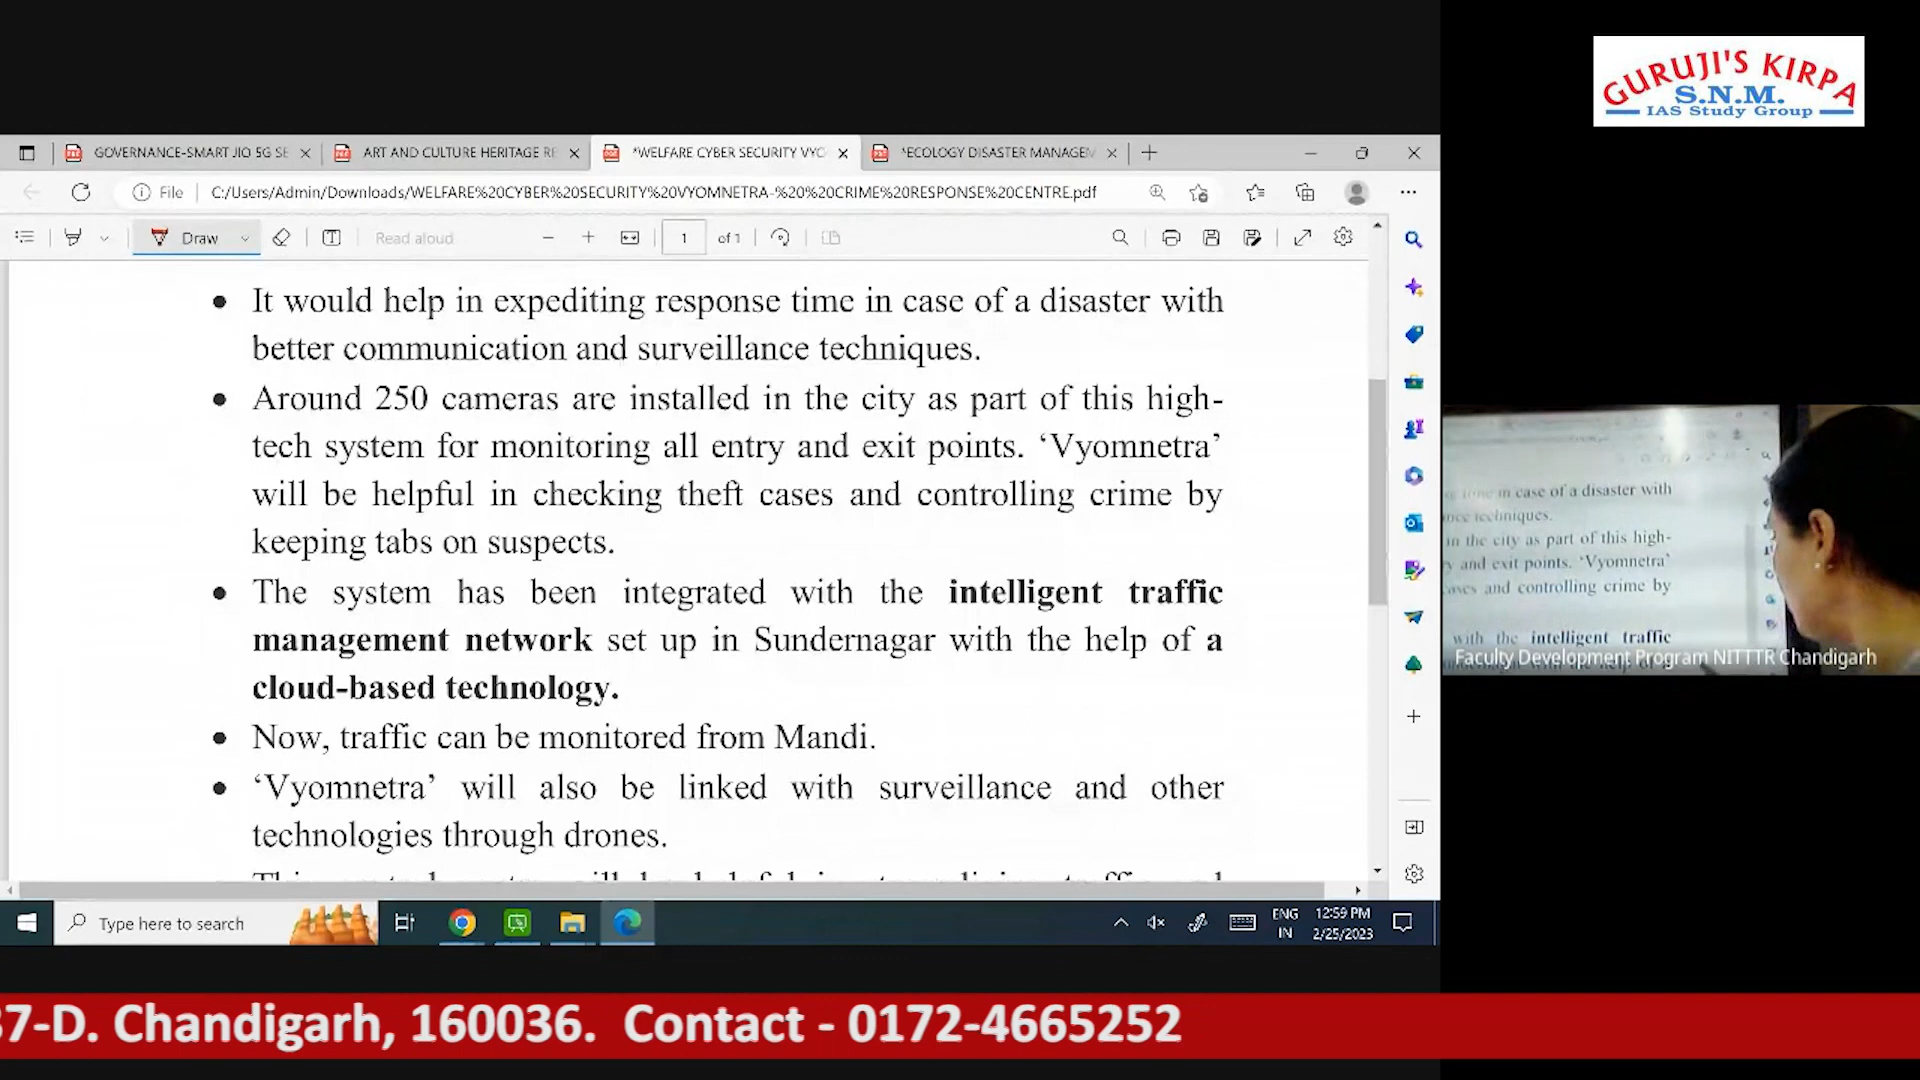 GURUJI'S KIRPA
S.N.M.
IAS Study Group
GOVERNANCE-SMART JIO 5G SE
ART AND CULTURE HERITAGE RE
*WELFARE CYBER SECURITY VYO
*ECOLOGY DISASTER MANAGEM
File
C:/Users/Admin/Downloads/WELFARE%20CYBER%20SECURITY%20VYOMNETRA-%20%20CRIME%20RESPONSE%20CENTRE.pdf
Draw
Read aloud
1
of 1
• It would help in expediting response time in case of a disaster with
better communication and surveillance techniques.
• Around 250 cameras are installed in the city as part of this high-
tech system for monitoring all entry and exit points. ‘Vyomnetra’
will be helpful in checking theft cases and controlling crime by
keeping tabs on suspects.
• The system has been integrated with the intelligent traffic
management network set up in Sundernagar with the help of a
cloud-based technology.
• Now, traffic can be monitored from Mandi.
• ‘Vyomnetra’ will also be linked with surveillance and other
technologies through drones.
in case of a disaster with
techniques.
in the city as part of this high-
and exit points. ‘Vyomnetra’
and controlling crime by
with the intelligent traffic
Faculty Development Program NITTTR Chandigarh
Type here to search
ENG
IN
12:59 PM
2/25/2023
37-D. Chandigarh, 160036. Contact - 0172-4665252